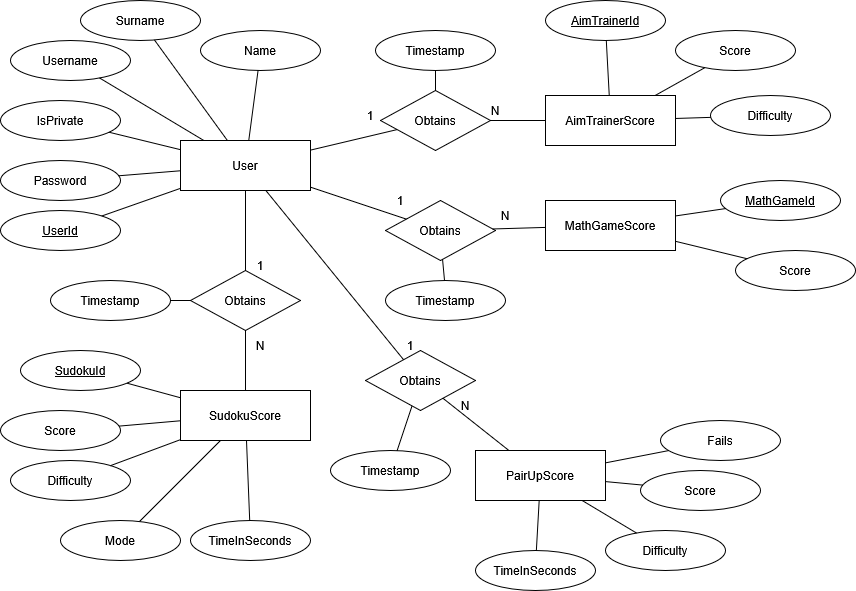 Surname
AimTrainerId
Username
Name
Timestamp
Score
IsPrivate
1
Obtains
N
AimTrainerScore
Difficulty
User
Password
UserId
1
Obtains
N
MathGameScore
MathGameId
Score
Timestamp
1
Timestamp
Obtains
N
1
Obtains
N
SudokuId
Score
SudokuScore
Difficulty
Mode
TimeInSeconds
Timestamp
PairUpScore
Fails
Score
Difficulty
TimeInSeconds